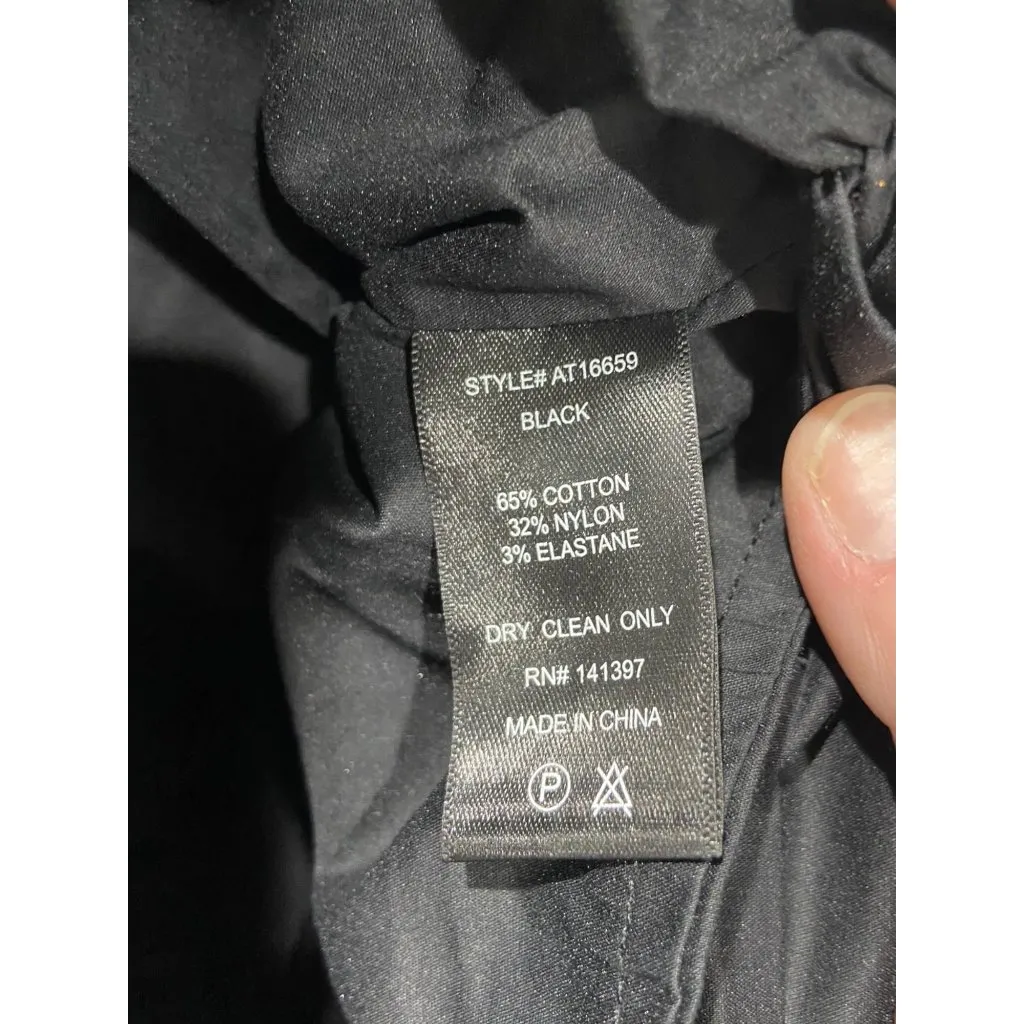 STYLE# AT16659
BLACK
65% COTTON
32% NYLON
3% ELASTANE
DRY CLEAN ONLY
RN# 141397
MADE IN CHINA
P